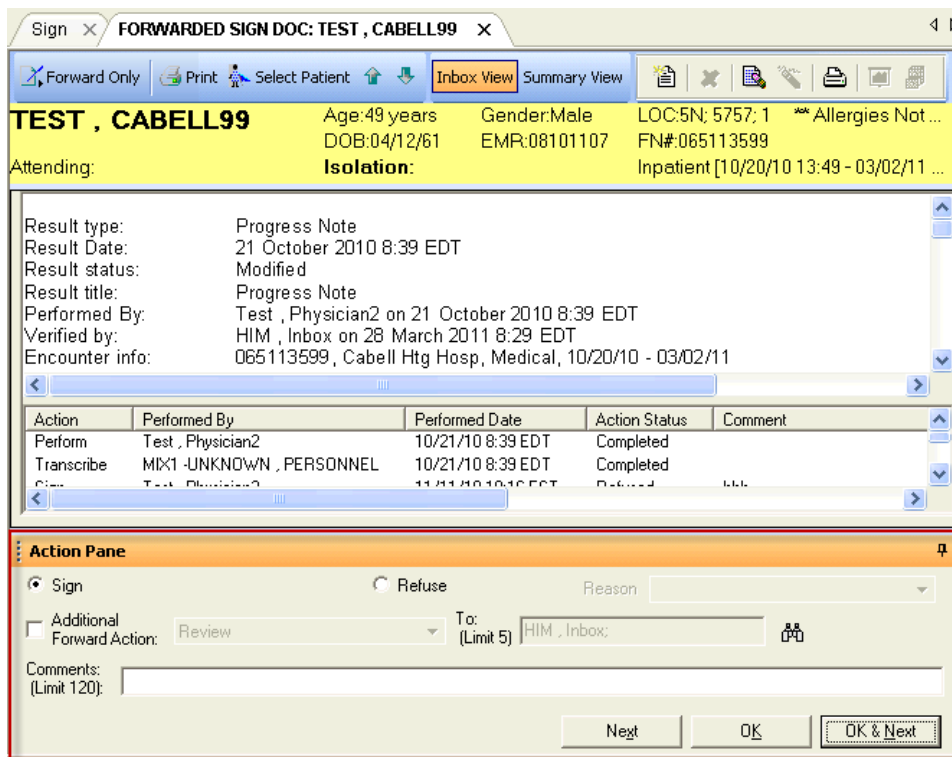 Sign
FORWARDED SIGN DOC: TEST , CABELL99
Forward Only Print Select Patient Inbox View Summary View
TEST , CABELL99 Age:49 years Gender:Male LOC:5N; 5757; 1 ** Allergies Not ...
DOB:04/12/61 EMR:08101107 FN#:065113599
Attending: Isolation: Inpatient [10/20/10 13:49 - 03/02/11 ...
Result type: Progress Note
Result Date: 21 October 2010 8:39 EDT
Result status: Modified
Result title: Progress Note
Performed By: Test , Physician2 on 21 October 2010 8:39 EDT
Verified by: HIM , Inbox on 28 March 2011 8:29 EDT
Encounter info: 065113599, Cabell Htg Hosp, Medical, 10/20/10 - 03/02/11
Action Performed By Performed Date Action Status Comment
Perform Test , Physician2 10/21/10 8:39 EDT Completed
Transcribe MIX1 -UNKNOWN , PERSONNEL 10/21/10 8:39 EDT Completed
Action Pane
Sign Refuse Reason
Additional
Forward Action: Review To:
(Limit 5) HIM , Inbox;
Comments:
(Limit 120):
Next OK OK & Next